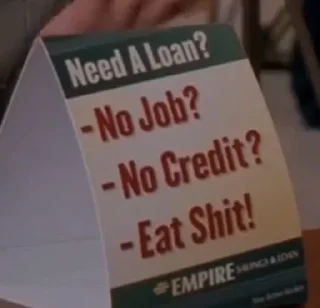 Need A Loan?
-No Job?
-No Credit?
-Eat Shit!
EMPIRE SAVINGS & LOAN